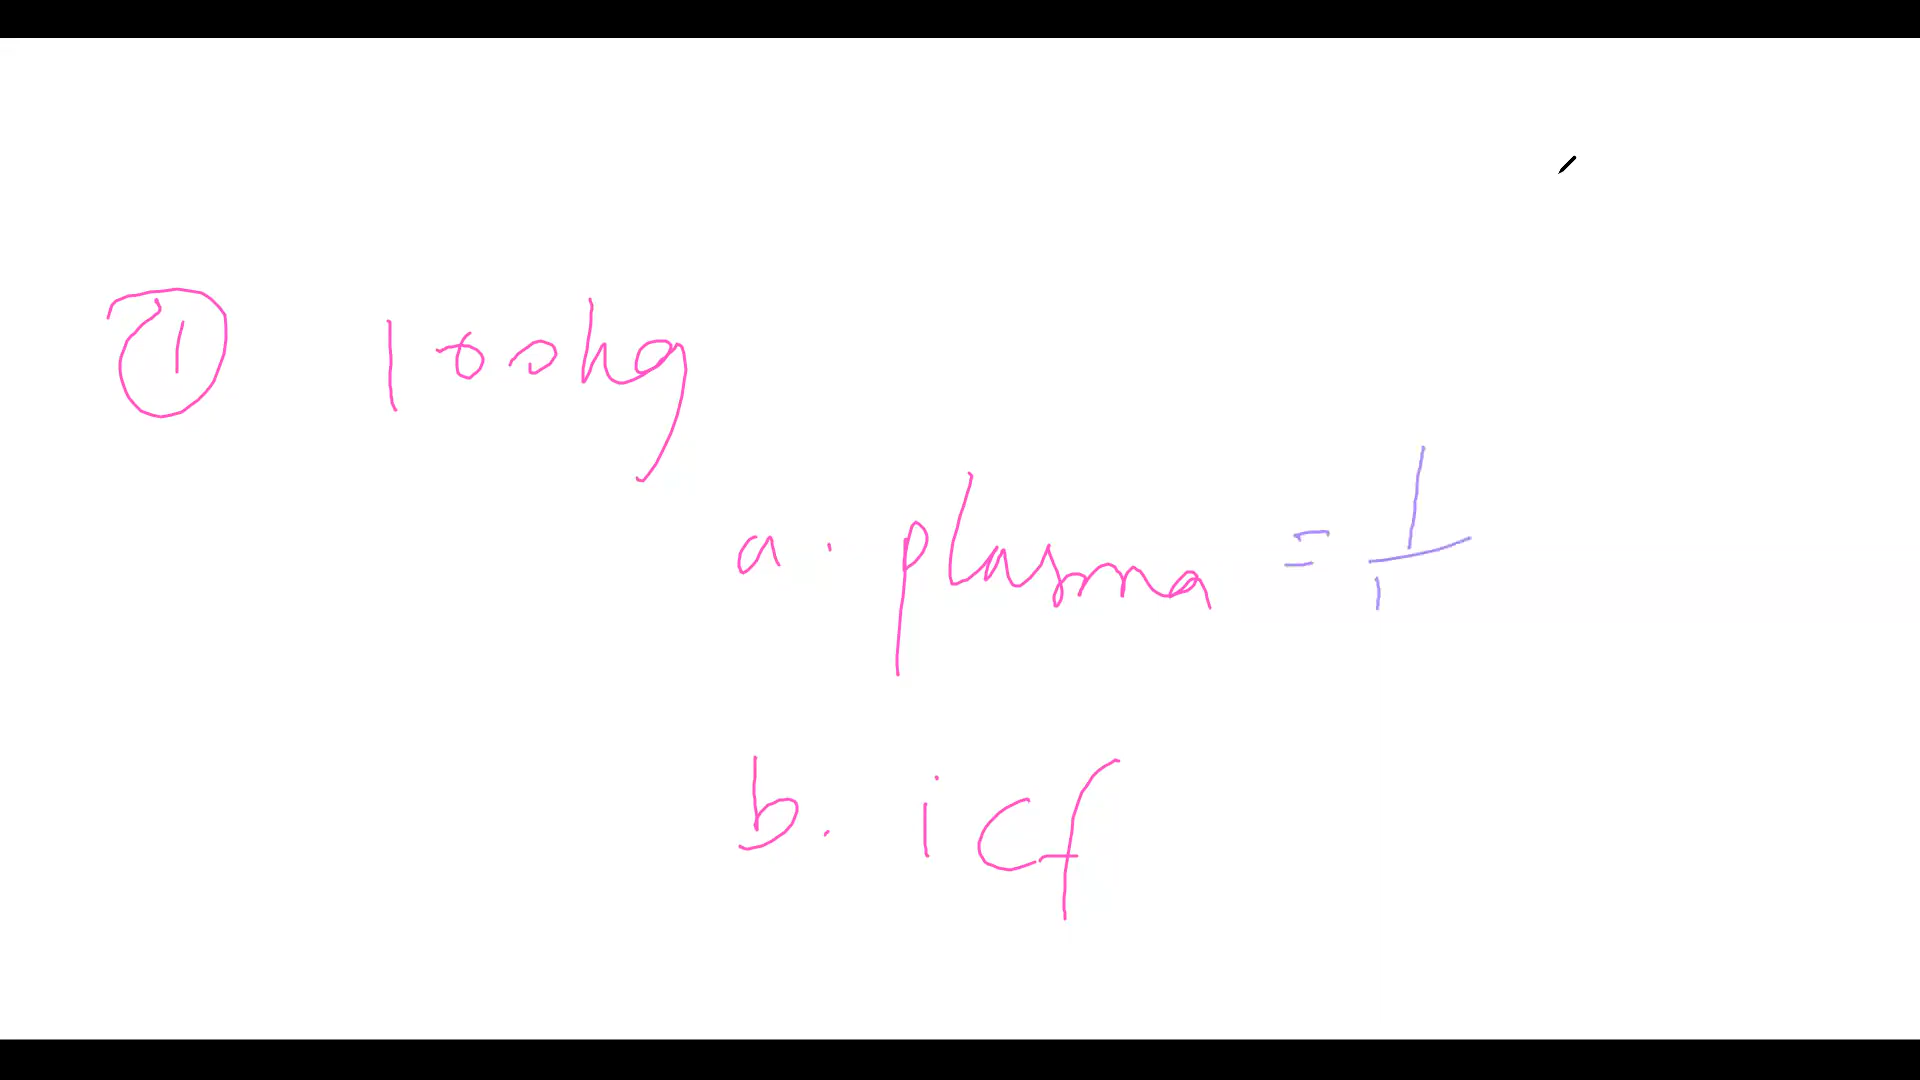 ① 100kg
a. plasma = 1/1
b. icf